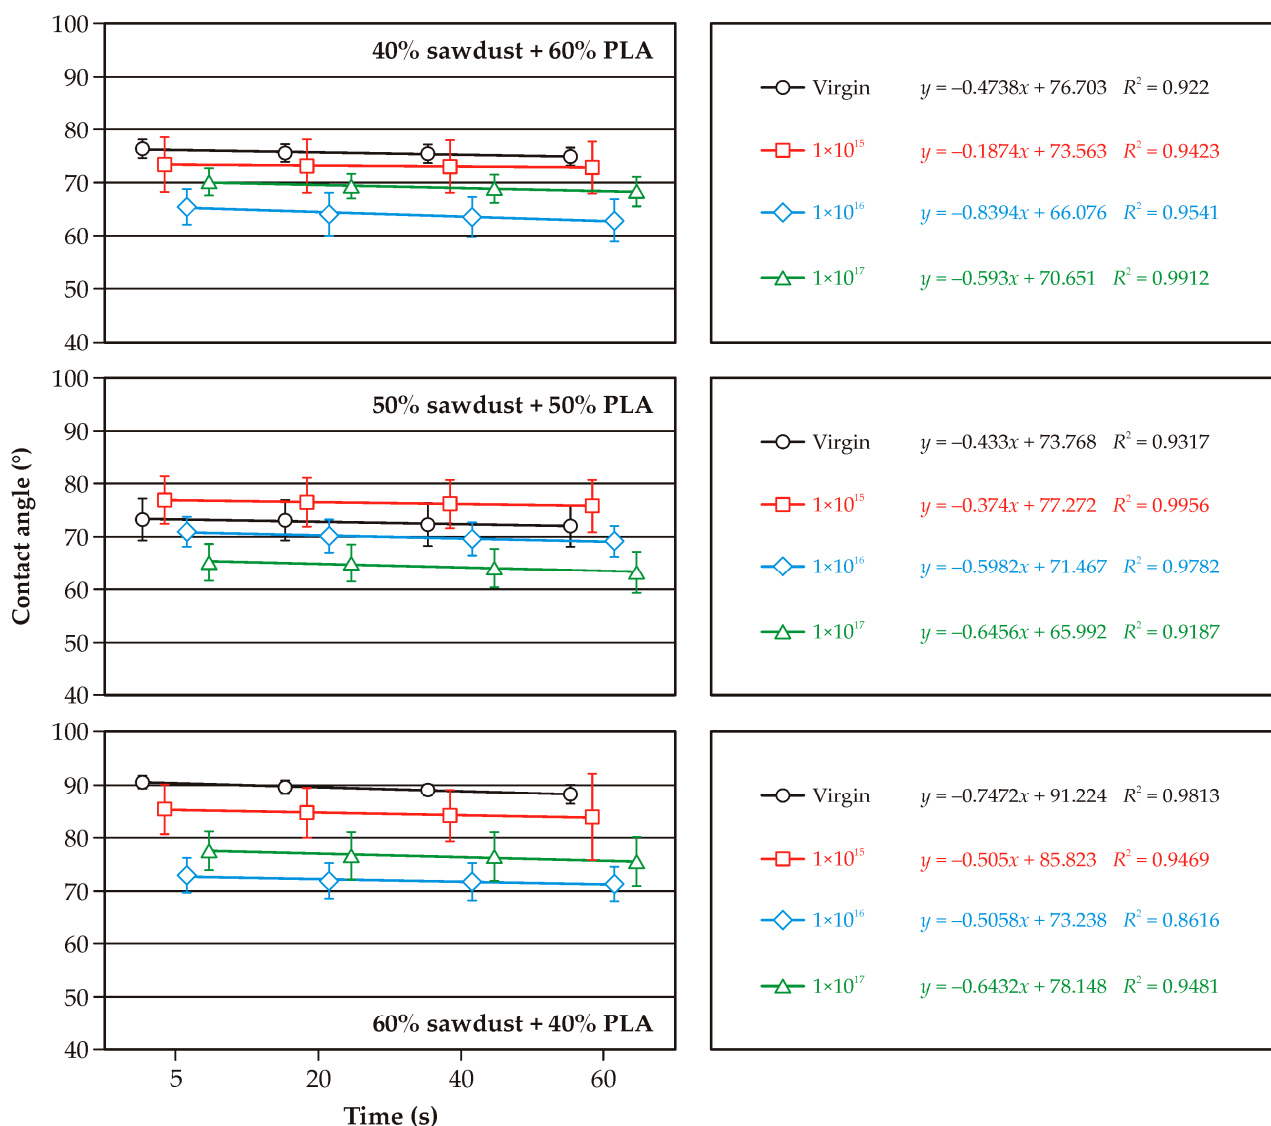 100
90
80
70
60
50
40
40% sawdust + 60% PLA
Virgin y = –0.4738x + 76.703 R² = 0.922
1×10¹⁵ y = –0.1874x + 73.563 R² = 0.9423
1×10¹⁶ y = –0.8394x + 66.076 R² = 0.9541
1×10¹⁷ y = –0.593x + 70.651 R² = 0.9912
Contact angle (°)
100
90
80
70
60
50
40
50% sawdust + 50% PLA
Virgin y = –0.433x + 73.768 R² = 0.9317
1×10¹⁵ y = –0.374x + 77.272 R² = 0.9956
1×10¹⁶ y = –0.5982x + 71.467 R² = 0.9782
1×10¹⁷ y = –0.6456x + 65.992 R² = 0.9187
100
90
80
70
60
50
40
60% sawdust + 40% PLA
Virgin y = –0.7472x + 91.224 R² = 0.9813
1×10¹⁵ y = –0.505x + 85.823 R² = 0.9469
1×10¹⁶ y = –0.5058x + 73.238 R² = 0.8616
1×10¹⁷ y = –0.6432x + 78.148 R² = 0.9481
5 20 40 60
Time (s)